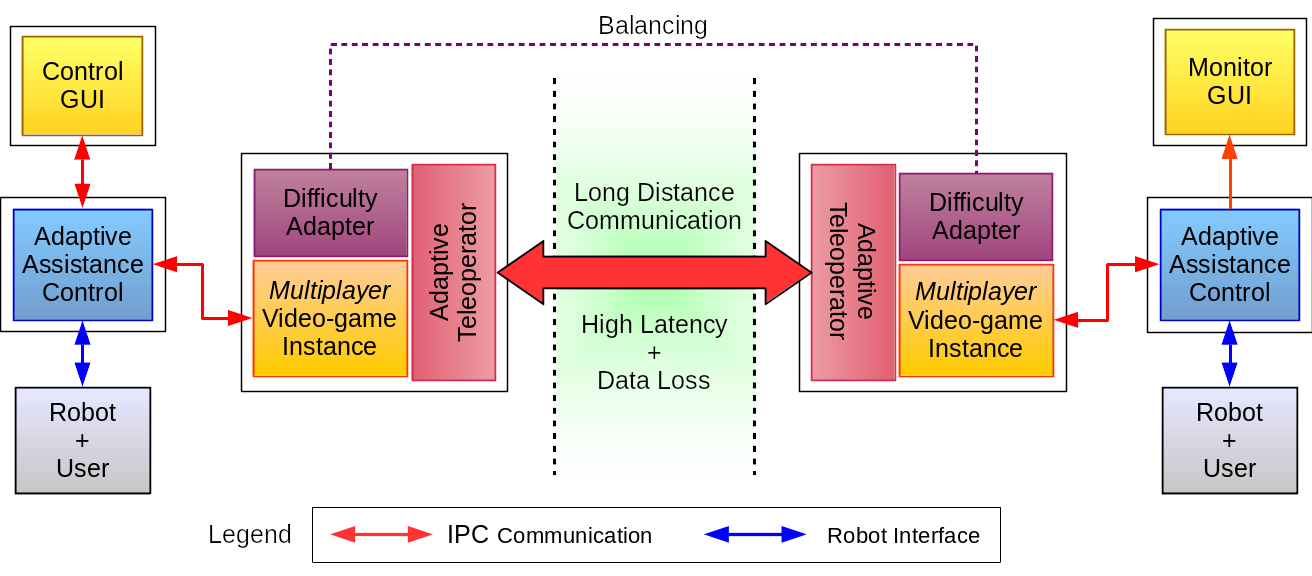 Balancing
Control
GUI
Monitor
GUI
Difficulty
Adapter
Adaptive
Teleoperator
Long Distance
Communication
Adaptive
Teleoperator
Difficulty
Adapter
Adaptive
Assistance
Control
Adaptive
Assistance
Control
Multiplayer
Video-game
Instance
High Latency
+
Data Loss
Multiplayer
Video-game
Instance
Robot
+
User
Robot
+
User
Legend
IPC Communication
Robot Interface